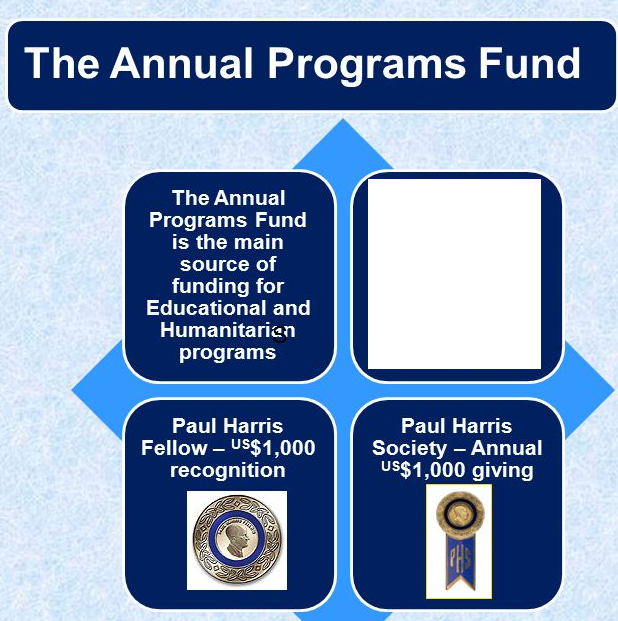 The Annual Programs Fund
The Annual
Programs Fund
is the main
source of
funding for
Educational and
Humanitarian
programs
Paul Harris
Fellow – US$1,000
recognition
Paul Harris
Society – Annual
US$1,000 giving
PHS